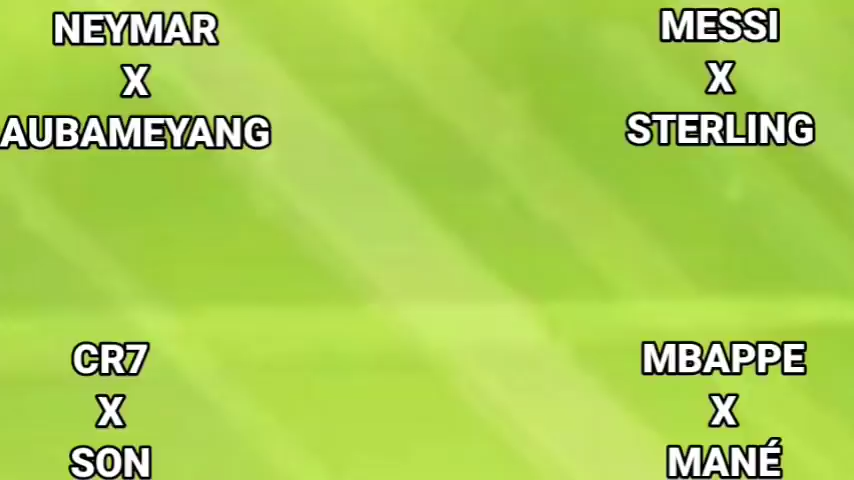 NEYMAR
X
AUBAMEYANG
MESSI
X
STERLING
CR7
X
SON
MBAPPE
X
MANÉ